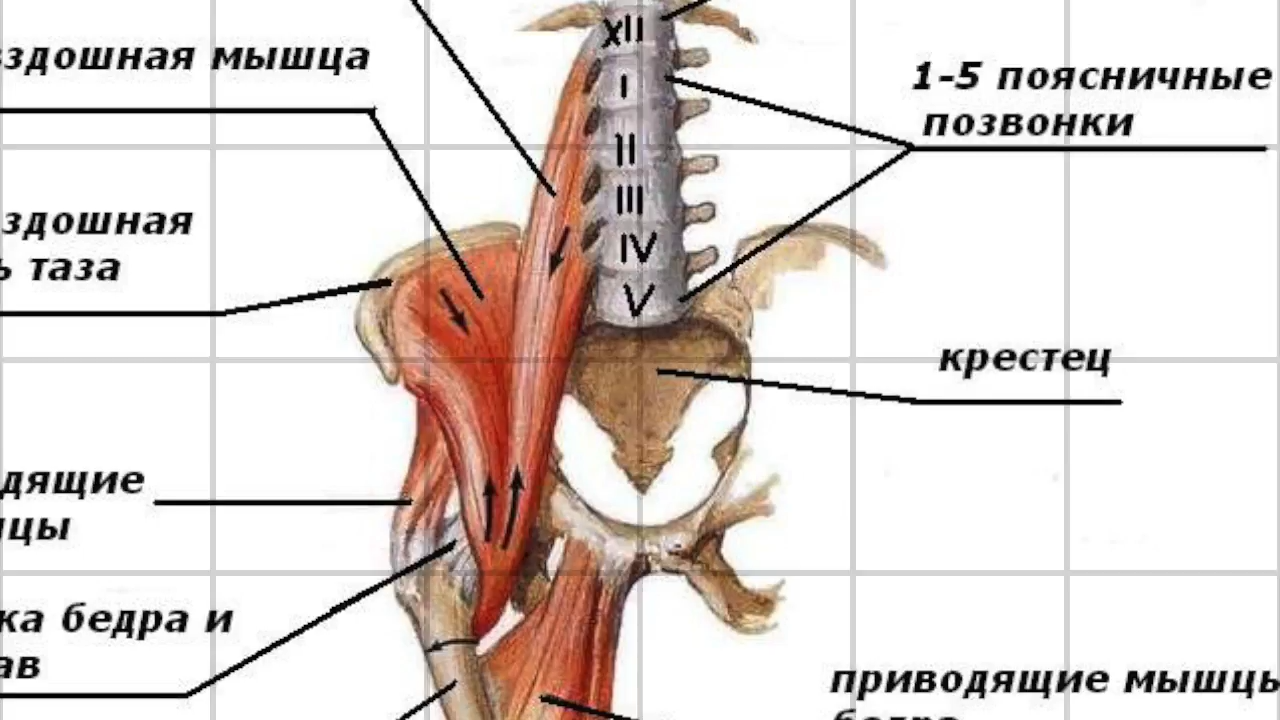 здошная мышца
здошная
ь таза
дящие
цы
ка бедра и
ав
XII
I
II
III
IV
V
1-5 поясничные
позвонки
крестец
приводящие мышцы
бедра